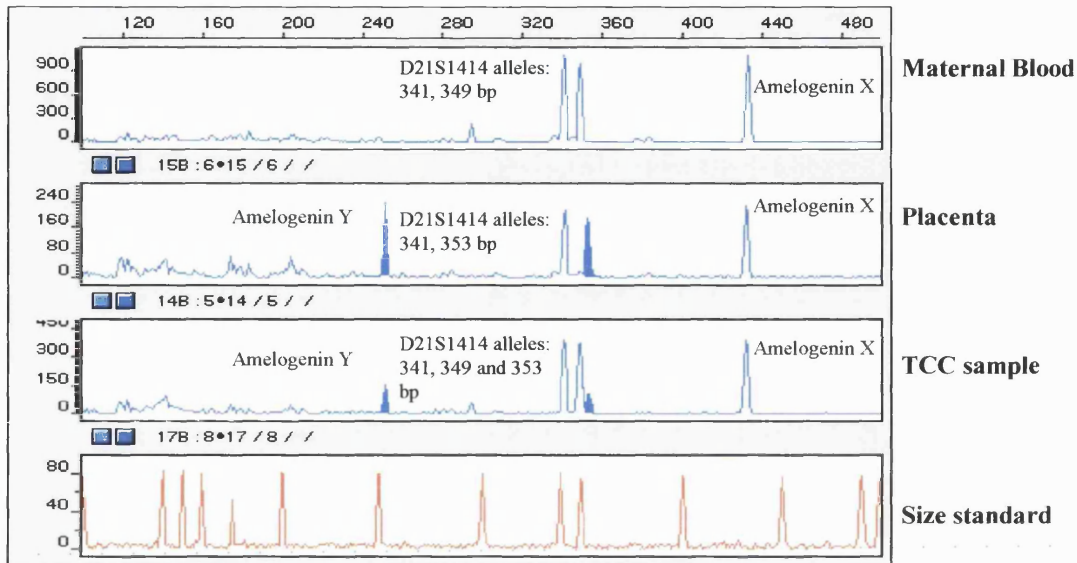 120 160 200 240 280 320 360 400 440 480
900
600
300
0
D21S1414 alleles:
341, 349 bp
Amelogenin X
Maternal Blood
15B : 6•15 / 6 / /
240
160
80
0
Amelogenin Y
D21S1414 alleles:
341, 353 bp
Amelogenin X
Placenta
14B : 5•14 / 5 / /
450
300
150
0
Amelogenin Y
D21S1414 alleles:
341, 349 and 353
bp
Amelogenin X
TCC sample
17B : 8•17 / 8 / /
80
40
0
Size standard